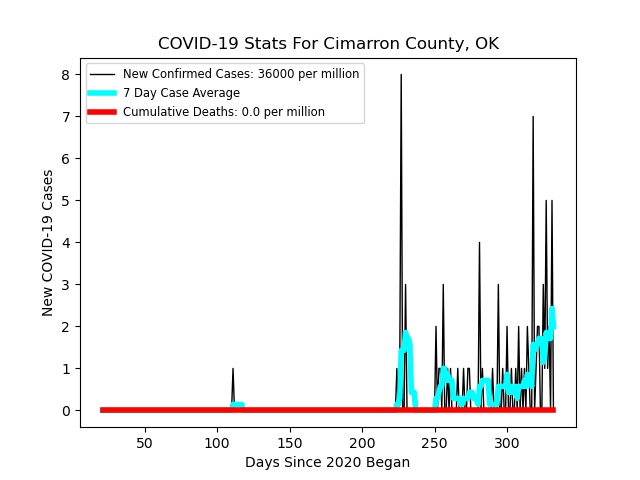 COVID-19 Stats For Cimarron County, OK
New Confirmed Cases: 36000 per million
7 Day Case Average
Cumulative Deaths: 0.0 per million
8
7
6
5
4
3
2
1
0
New COVID-19 Cases
50
100
150
200
250
300
Days Since 2020 Began